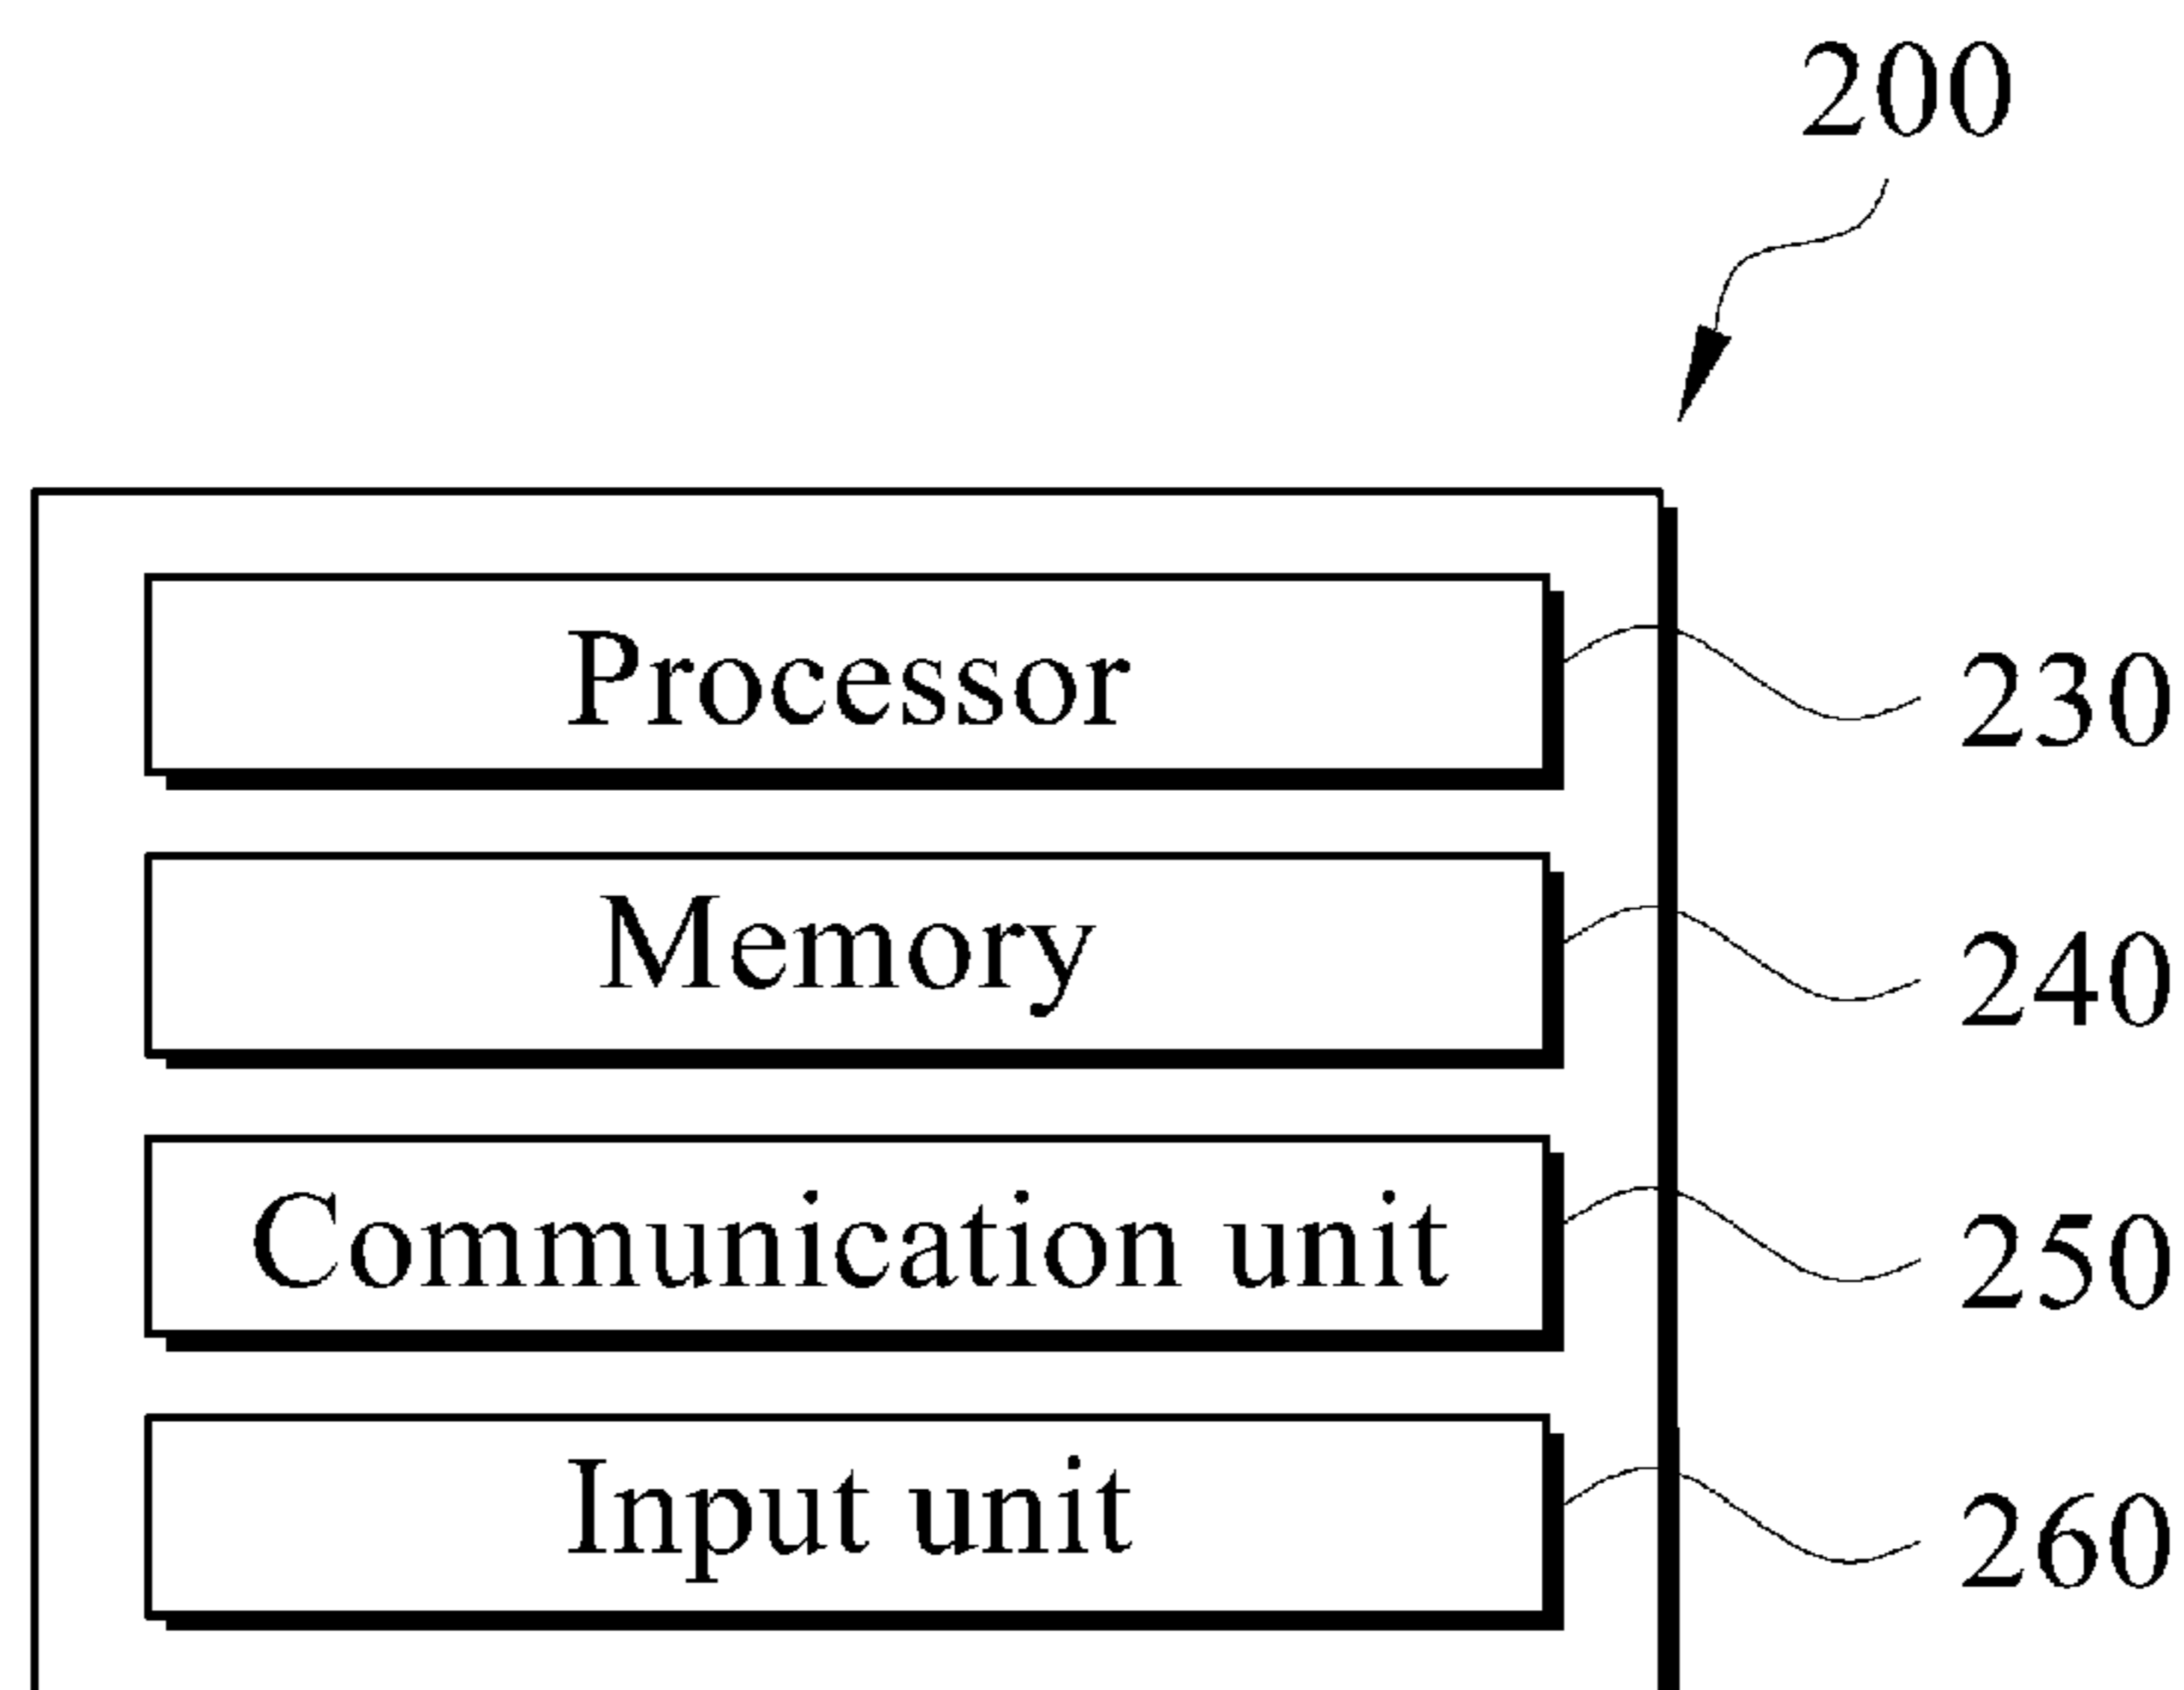 200
Processor
230
Memory
240
Communication unit
250
Input unit
260